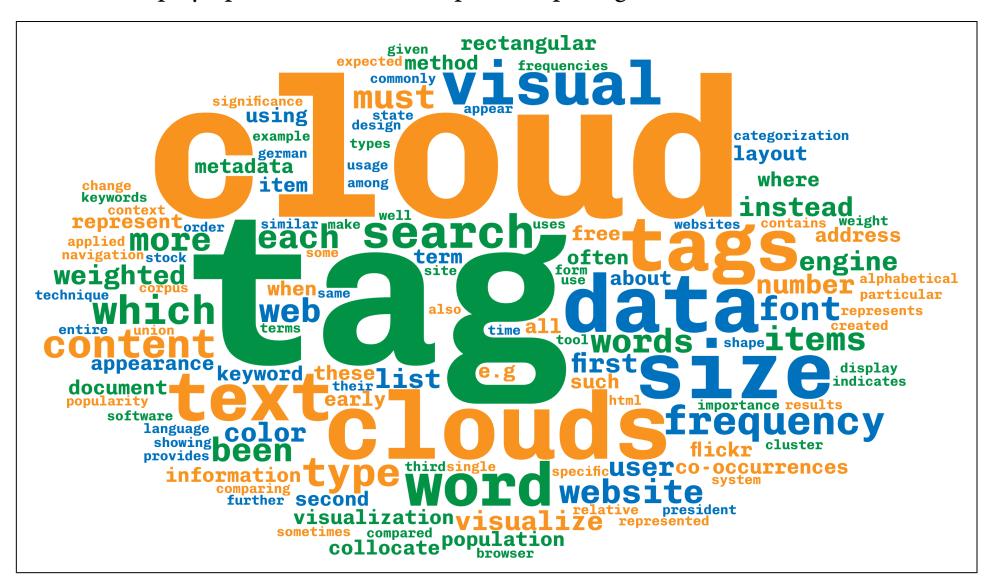 given rectangular
expected method frequencies
commonly visual
significance must
using state appear
example design
cloud
types
german
metadata usage
item among
categorization
layout
where
change
keywords
context well instead
represent order similar make search uses websites contains weight
applied more each free tags address
navigation stock some term often engine
weighted site form about alphabetical
corpus when same use number
technique which web tag also data font particular
represents
entire union terms time all created
content tool words shape items
appearance keyword these e.g first size display
document text their list such indicates
popularity early html importance results
software clouds frequency
language color flickr cluster
showing
provides been
information type third single word specific user co-occurrences
comparing system
further second website
relative president
visualization visualize represented
sometimes compared population
collocate browser